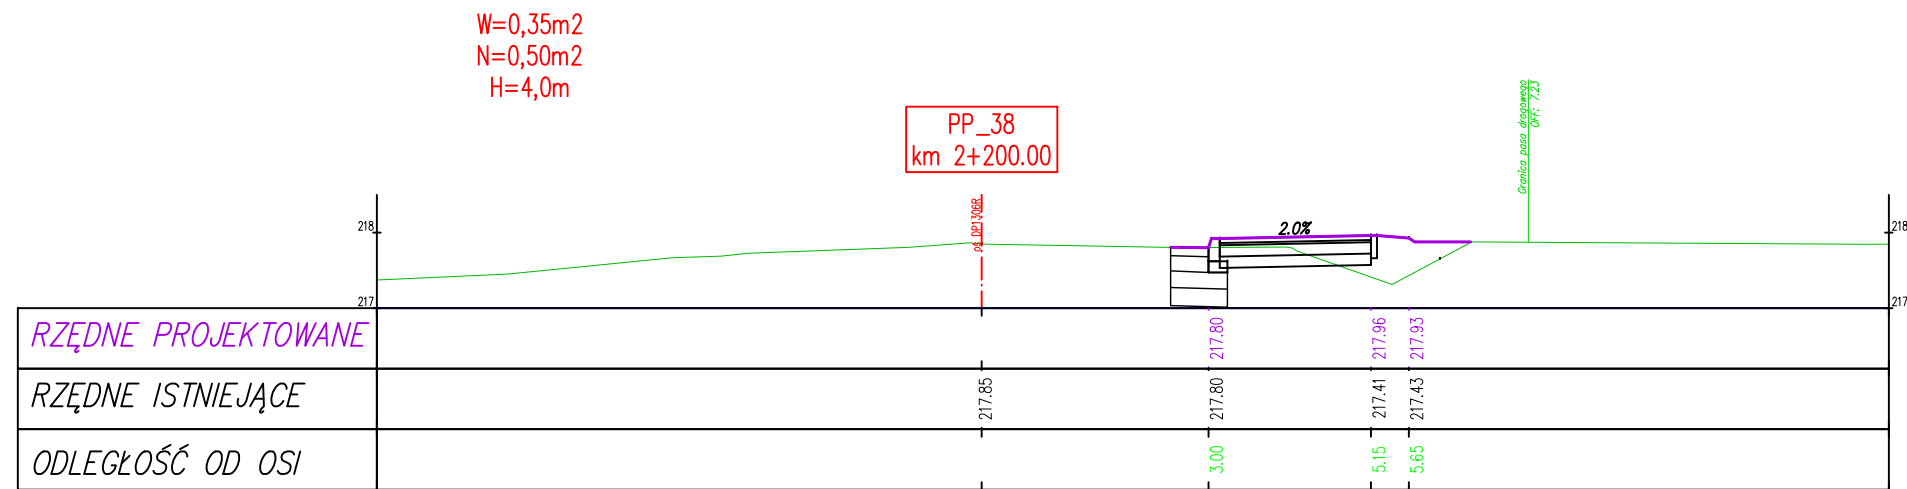 W=0,35m2
N=0,50m2
H=4,0m
PP_38
km 2+200.00
oś DP1306R
Granica pasa drogowego
OFF: 7.23
2.0%
218
218
217
217
RZĘDNE PROJEKTOWANE
217.80
217.96
217.93
RZĘDNE ISTNIEJĄCE
217.85
217.80
217.41
217.43
ODLEGŁOŚĆ OD OSI
3.00
5.15
5.65